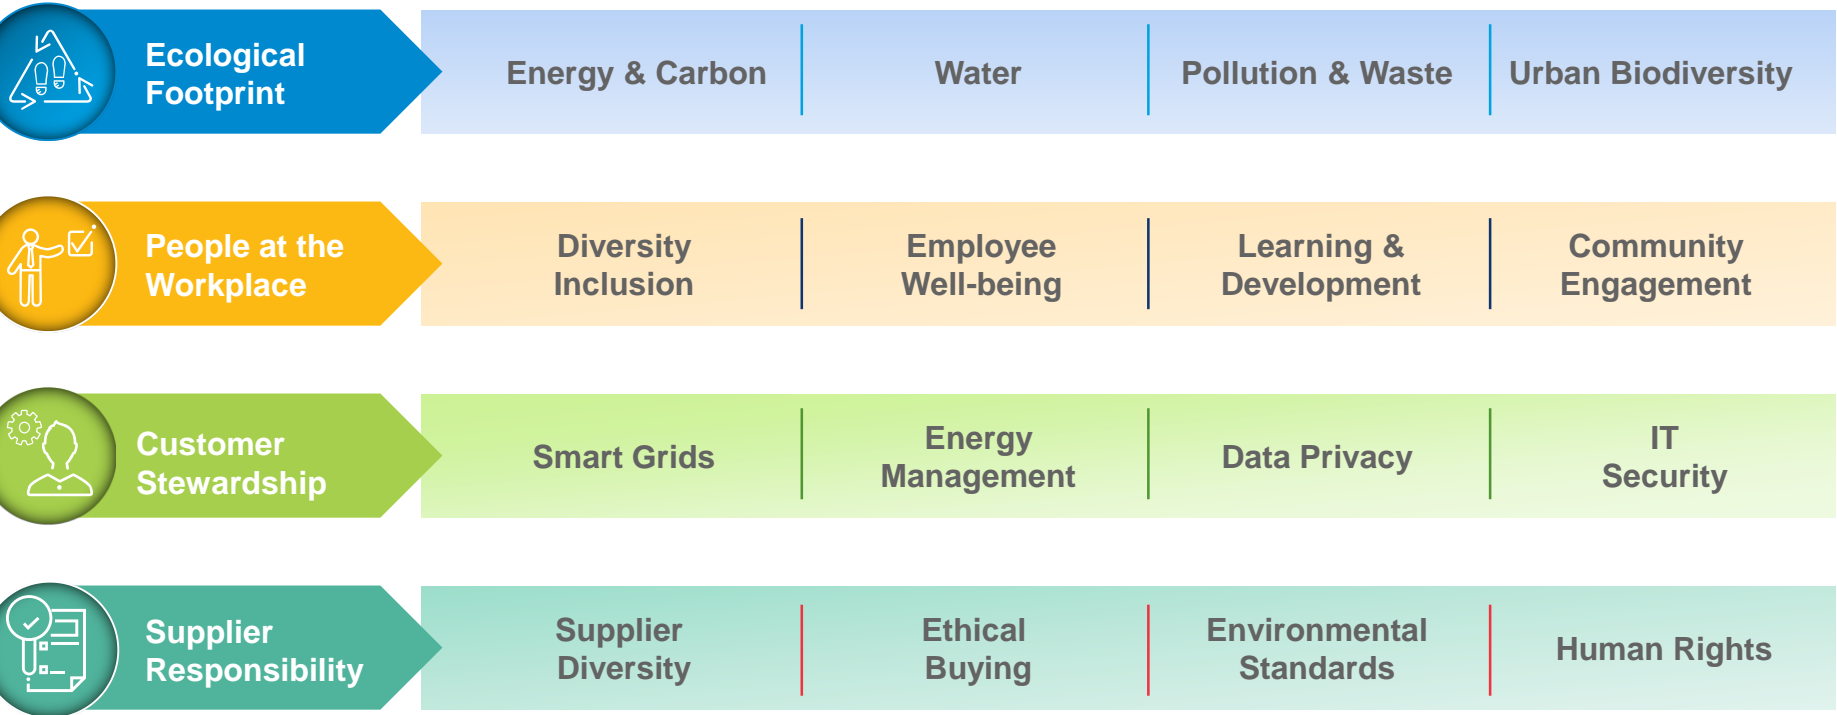 Ecological
Footprint
Energy & Carbon
Water
Pollution & Waste
Urban Biodiversity
People at the
Workplace
Diversity
Inclusion
Employee
Well-being
Learning &
Development
Community
Engagement
Customer
Stewardship
Smart Grids
Energy
Management
Data Privacy
IT
Security
Supplier
Responsibility
Supplier
Diversity
Ethical
Buying
Environmental
Standards
Human Rights